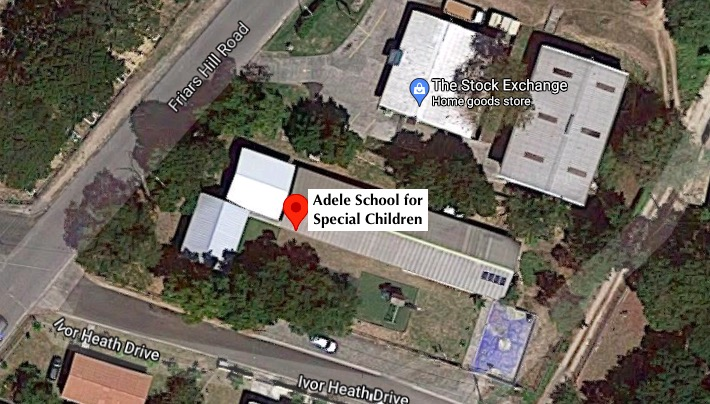 Friars Hill Road
The Stock Exchange
Home goods store
Adele School for
Special Children
Ivor Heath Drive
Ivor Heath Drive